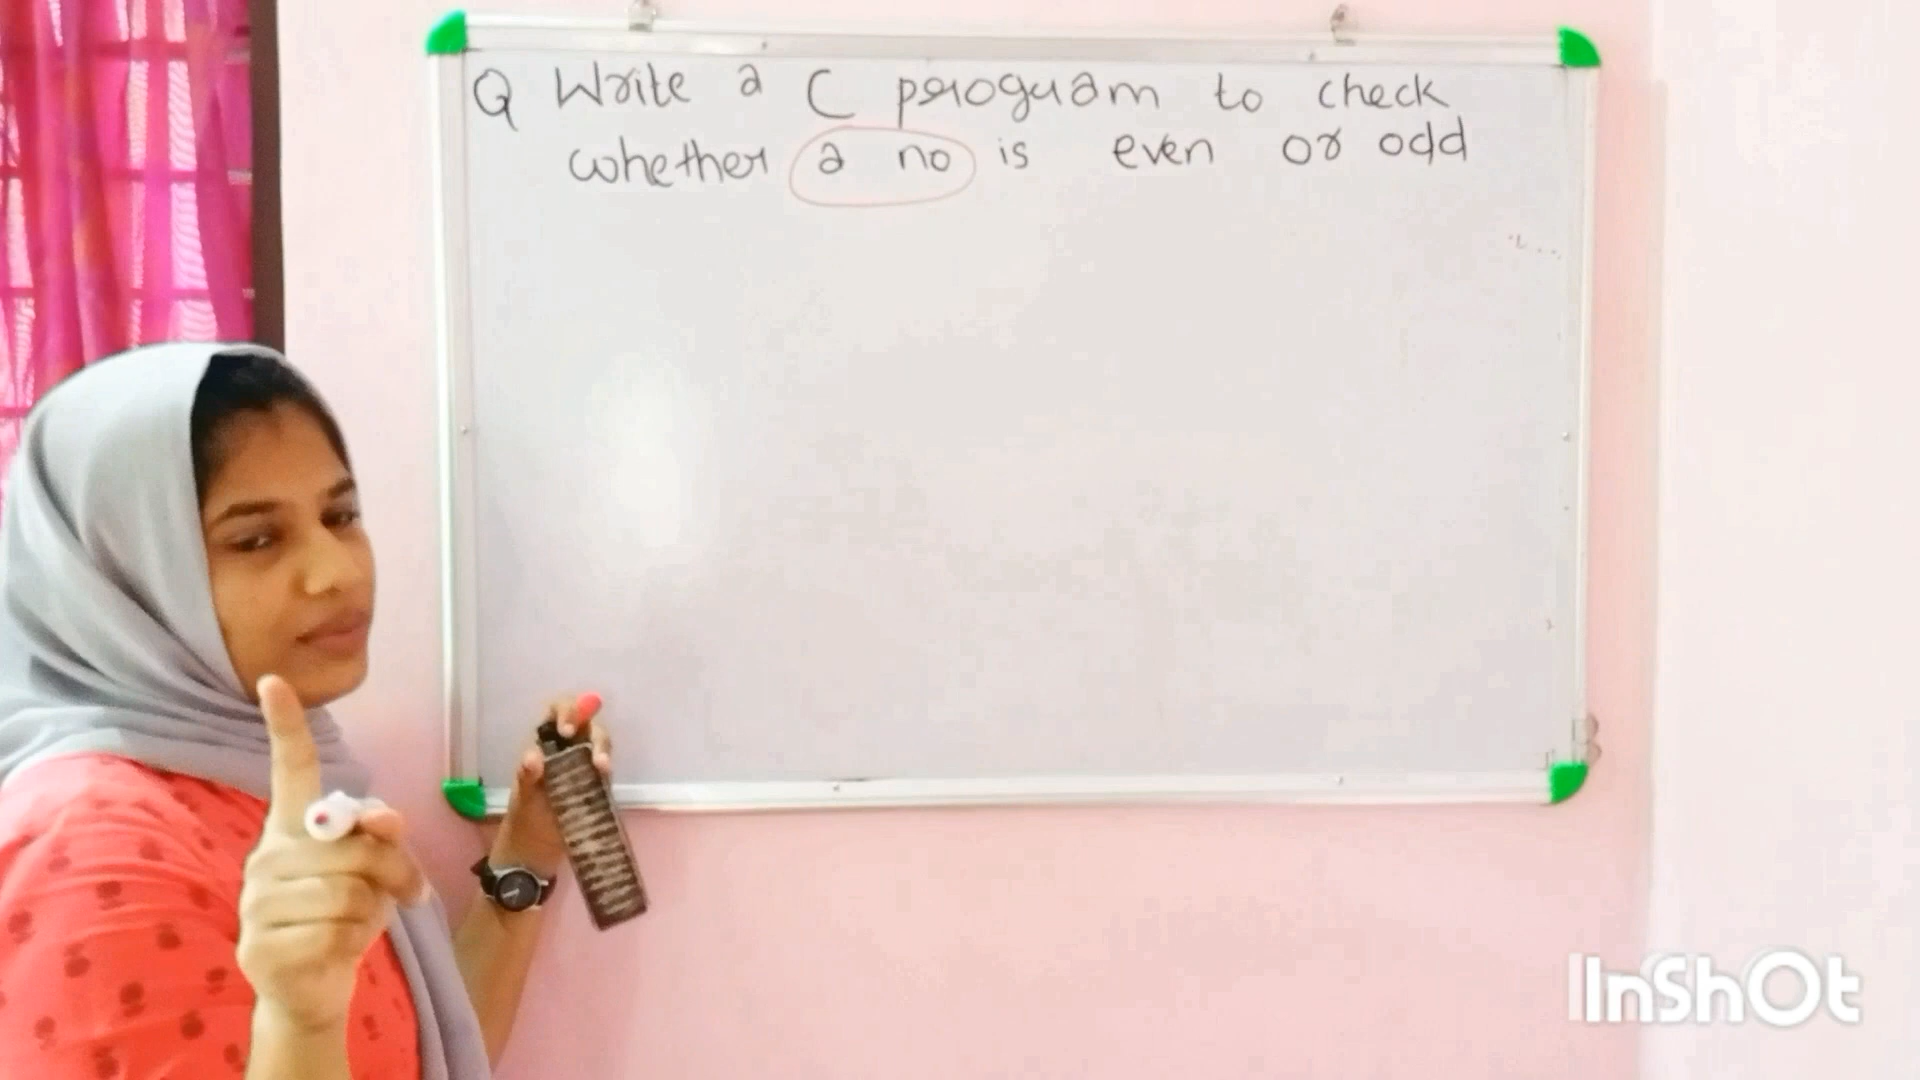 Q Write a C program to check
whether a no is even or odd
InShOt